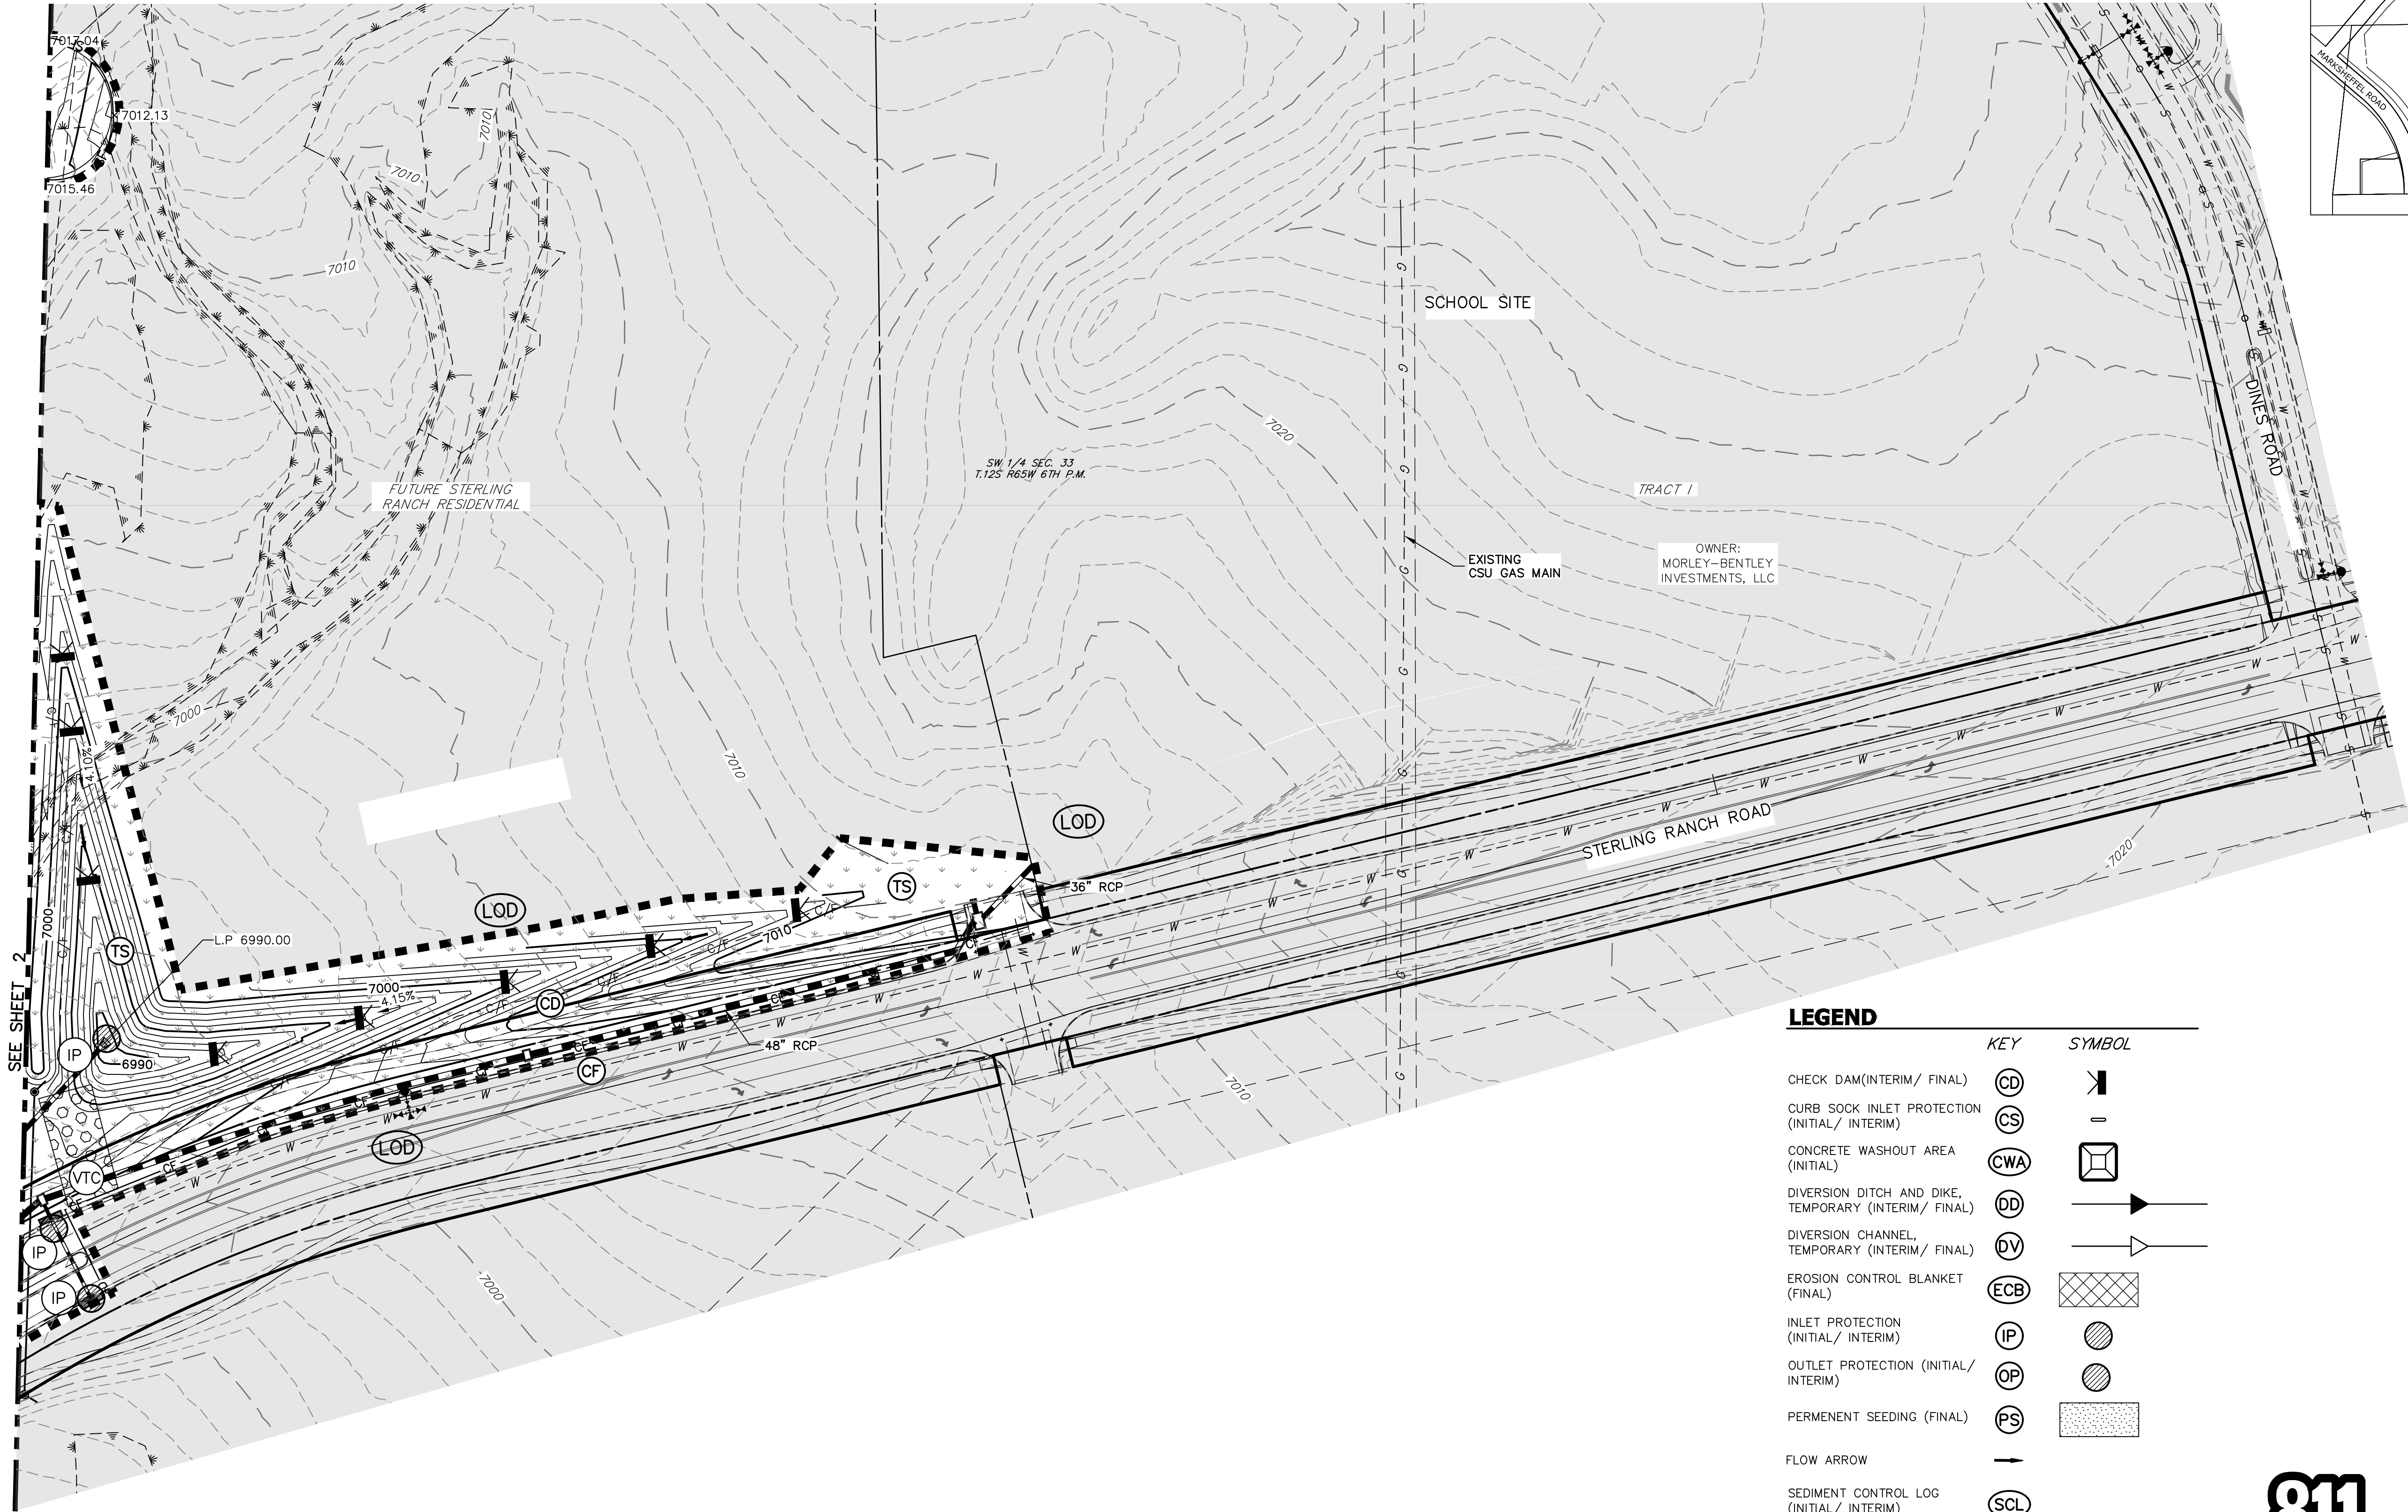 7017.04
7012.13
7015.46
7010
7010
7010
MARKSHEFFEL ROAD
SCHOOL SITE
DINES ROAD
7020
SW 1/4 SEC. 33
T.12S R65W 6TH P.M.
FUTURE STERLING
RANCH RESIDENTIAL
TRACT I
EXISTING
CSU GAS MAIN
OWNER:
MORLEY-BENTLEY
INVESTMENTS, LLC
7000
4.10%
7010
LOD
STERLING RANCH ROAD
7020
TS
36" RCP
LOD
7000
TS
L.P 6990.00
7010
C/F
C/F
C/F
C/F
CF
SEE SHEET 2
7000
4.15%
CD
IP
6990
48" RCP
CF
7010
LOD
VTC
IP
IP
7000
G G G G G G G G G
W W W W W W W W W
S S S S S
LEGEND
KEY SYMBOL
CHECK DAM(INTERIM/ FINAL) CD
CURB SOCK INLET PROTECTION
(INITIAL/ INTERIM) CS
CONCRETE WASHOUT AREA
(INITIAL) CWA
DIVERSION DITCH AND DIKE,
TEMPORARY (INTERIM/ FINAL) DD
DIVERSION CHANNEL,
TEMPORARY (INTERIM/ FINAL) DV
EROSION CONTROL BLANKET
(FINAL) ECB
INLET PROTECTION
(INITIAL/ INTERIM) IP
OUTLET PROTECTION (INITIAL/
INTERIM) OP
PERMENENT SEEDING (FINAL) PS
FLOW ARROW
SEDIMENT CONTROL LOG
(INITIAL/ INTERIM) SCL
811